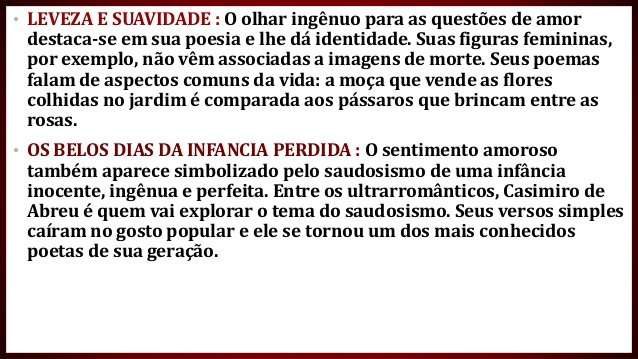 • LEVEZA E SUAVIDADE : O olhar ingênuo para as questões de amor
destaca-se em sua poesia e lhe dá identidade. Suas figuras femininas,
por exemplo, não vêm associadas a imagens de morte. Seus poemas
falam de aspectos comuns da vida: a moça que vende as flores
colhidas no jardim é comparada aos pássaros que brincam entre as
rosas.
• OS BELOS DIAS DA INFANCIA PERDIDA : O sentimento amoroso
também aparece simbolizado pelo saudosismo de uma infância
inocente, ingênua e perfeita. Entre os ultrarromânticos, Casimiro de
Abreu é quem vai explorar o tema do saudosismo. Seus versos simples
caíram no gosto popular e ele se tornou um dos mais conhecidos
poetas de sua geração.